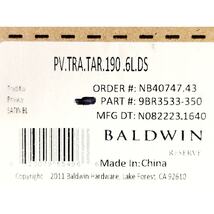 PV.TRA.TAR.190 .6L.DS
ORDER #: NB40747.43
PART #: 9BR3533-350
MFG DT: N082223.1640
BALDWIN
RESERVE
Made In:China
Copyright 2011 Baldwin Hardware, Lake Forest, CA 92610